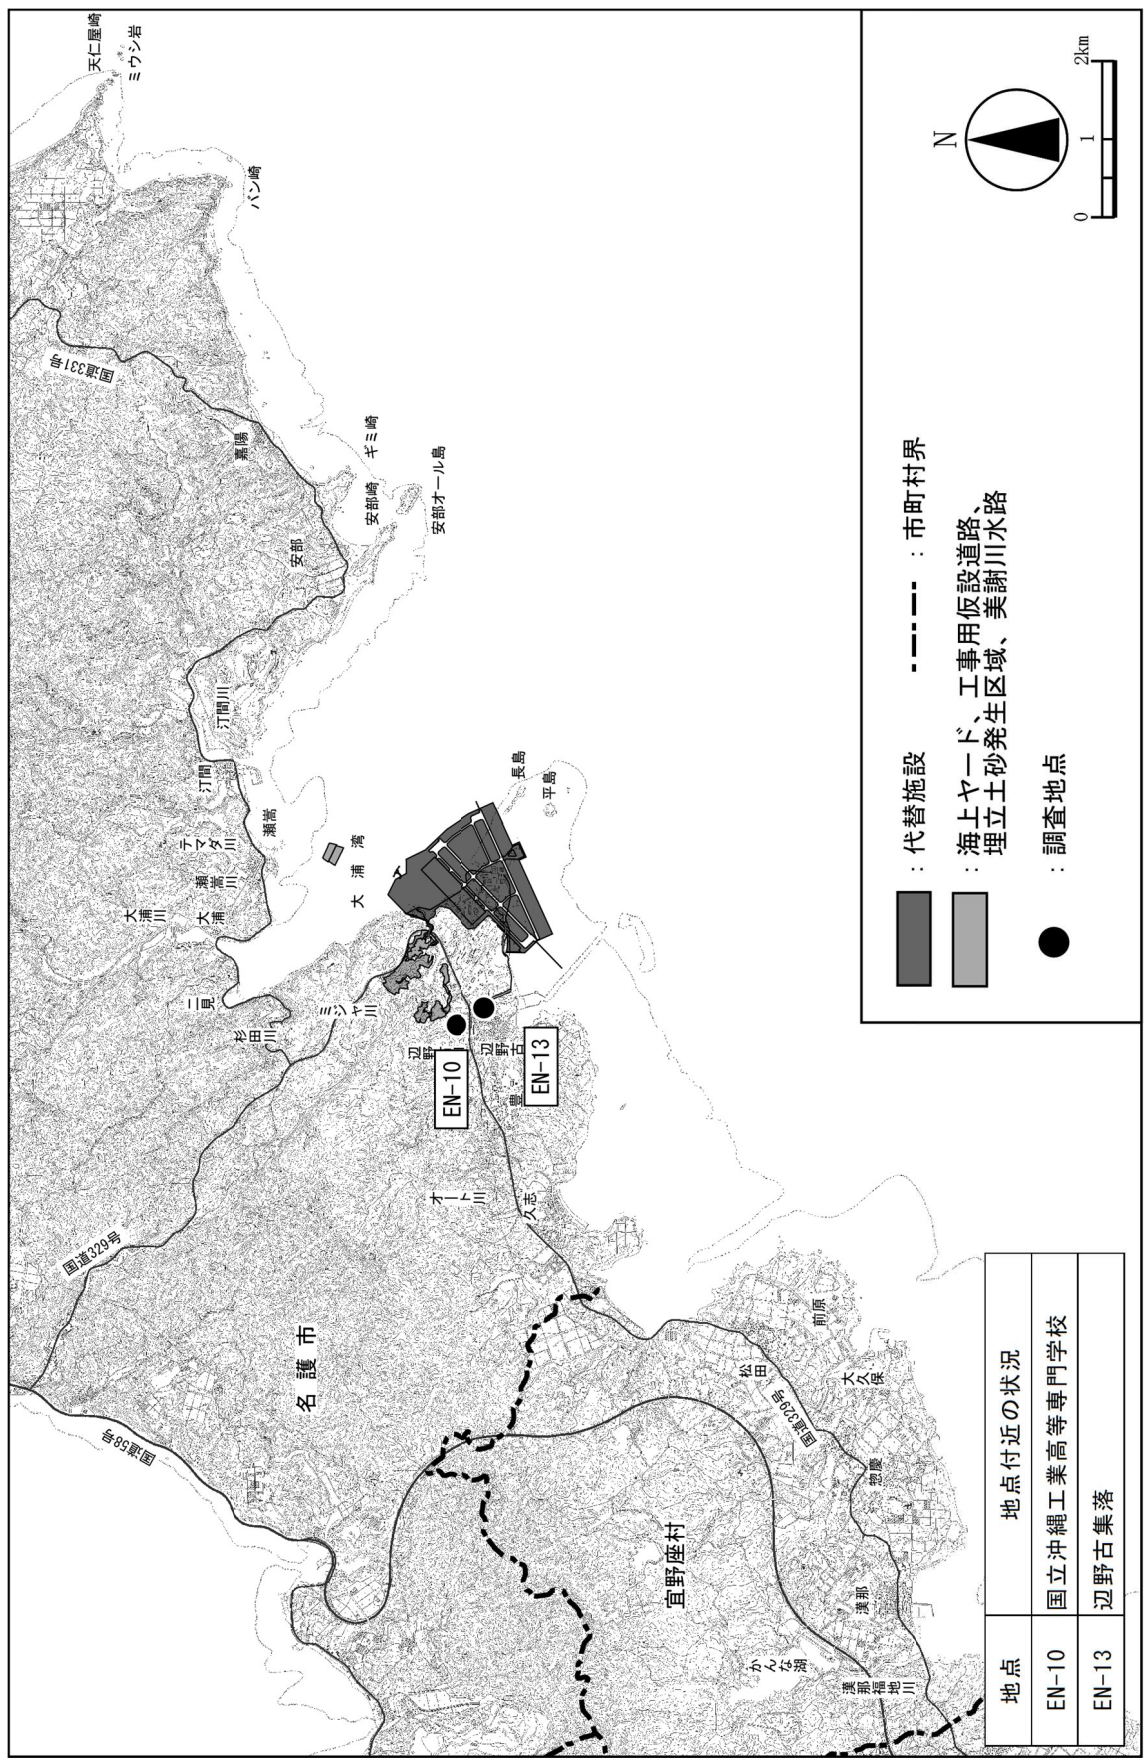 天仁屋崎
ミウシ岩
バン崎
国道331号
嘉陽
ギミ崎
安部崎
安部オール島
安部
汀間川
汀間
瀬嵩
テマダ川
瀬嵩川
大浦川
大浦
大浦湾
長島
平島
二見
杉田川
ミジャ川
辺野
EN-10
辺野古
EN-13
豊
オート川
久志
国道329号
名護市
国道58号
松田
前原
大久保
国道329号
惣慶
宜野座村
漢那
かんな湖
漢那福地川
N
0 1 2km
：代替施設
：市町村界
：海上ヤード、工事用仮設道路、
埋立土砂発生区域、美謝川水路
：調査地点
地点 地点付近の状況
EN-10 国立沖縄工業高等専門学校
EN-13 辺野古集落